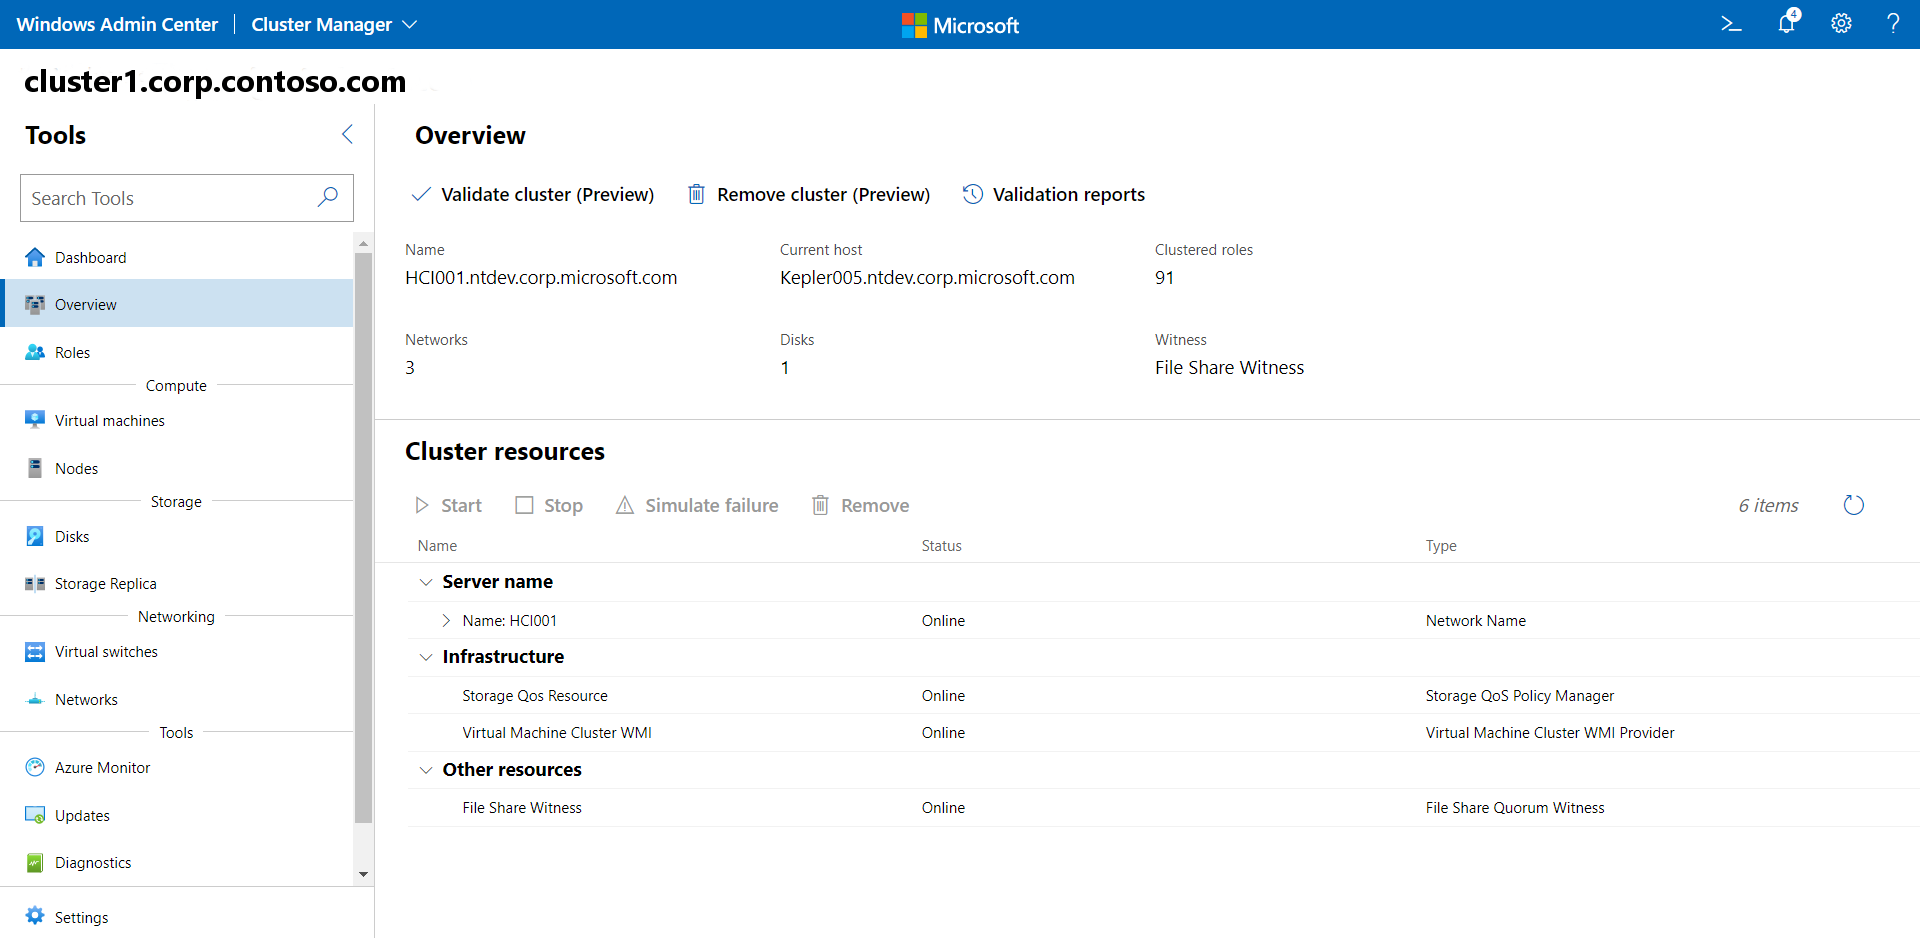 Windows Admin Center Cluster Manager
Microsoft
4
cluster1.corp.contoso.com
Tools
Search Tools
Dashboard
Overview
Roles
Compute
Virtual machines
Nodes
Storage
Disks
Storage Replica
Networking
Virtual switches
Networks
Tools
Azure Monitor
Updates
Diagnostics
Settings
Overview
Validate cluster (Preview) Remove cluster (Preview) Validation reports
Name Current host Clustered roles
HCI001.ntdev.corp.microsoft.com Kepler005.ntdev.corp.microsoft.com 91
Networks Disks Witness
3 1 File Share Witness
Cluster resources
Start Stop Simulate failure Remove 6 items
Name Status Type
Server name
Name: HCI001 Online Network Name
Infrastructure
Storage Qos Resource Online Storage QoS Policy Manager
Virtual Machine Cluster WMI Online Virtual Machine Cluster WMI Provider
Other resources
File Share Witness Online File Share Quorum Witness